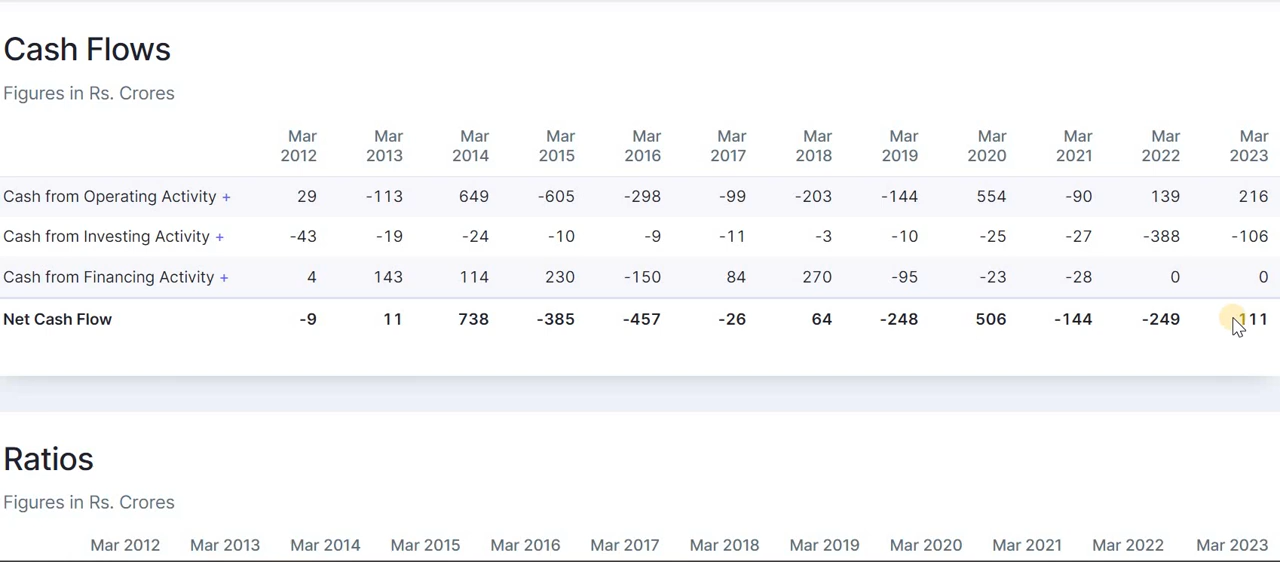 Cash Flows
Figures in Rs. Crores
Mar 2012 Mar 2013 Mar 2014 Mar 2015 Mar 2016 Mar 2017 Mar 2018 Mar 2019 Mar 2020 Mar 2021 Mar 2022 Mar 2023
Cash from Operating Activity + 29 -113 649 -605 -298 -99 -203 -144 554 -90 139 216
Cash from Investing Activity + -43 -19 -24 -10 -9 -11 -3 -10 -25 -27 -388 -106
Cash from Financing Activity + 4 143 114 230 -150 84 270 -95 -23 -28 0 0
Net Cash Flow -9 11 738 -385 -457 -26 64 -248 506 -144 -249 111
Ratios
Figures in Rs. Crores
Mar 2012 Mar 2013 Mar 2014 Mar 2015 Mar 2016 Mar 2017 Mar 2018 Mar 2019 Mar 2020 Mar 2021 Mar 2022 Mar 2023